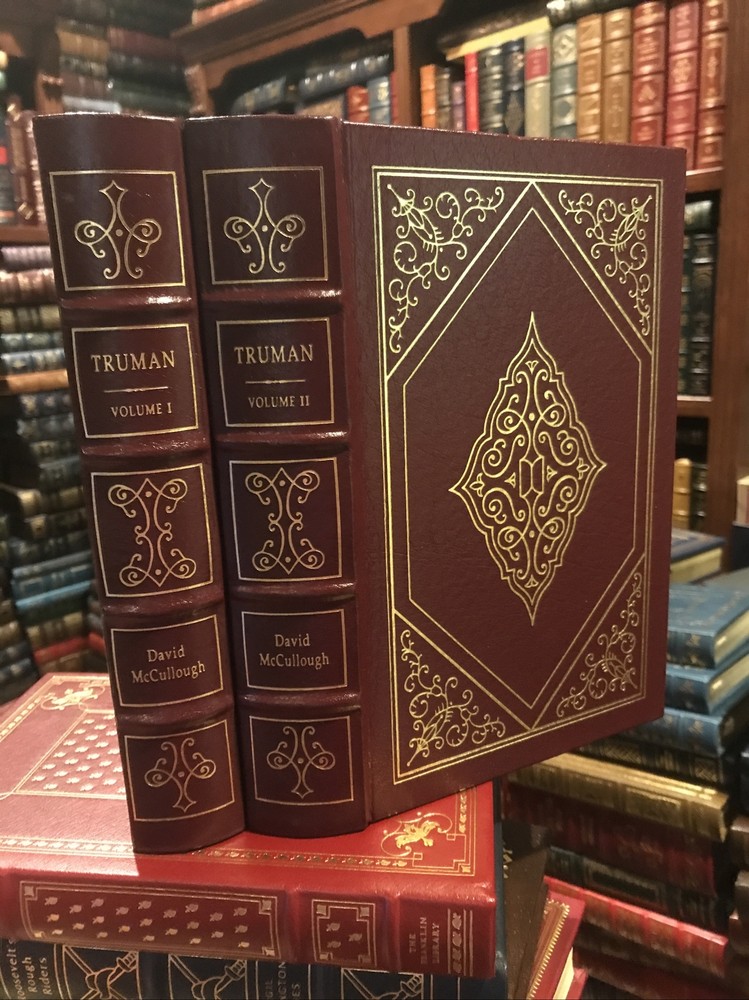 TRUMAN
VOLUME I
David
McCullough
TRUMAN
VOLUME II
David
McCullough
THE
FRANKLIN
LIBRARY
Roosevelt's
Rough
Riders